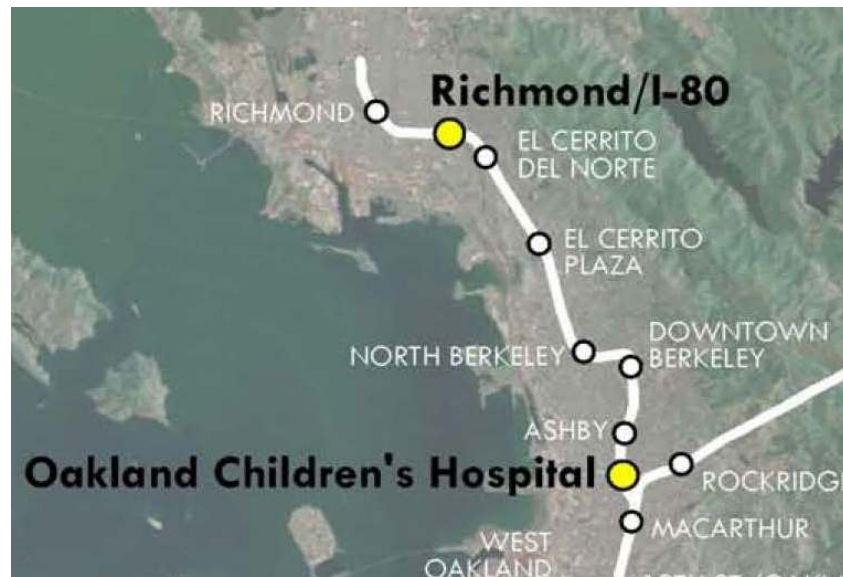 Richmond/I-80
RICHMOND
EL CERRITO
DEL NORTE
EL CERRITO
PLAZA
NORTH BERKELEY
DOWNTOWN
BERKELEY
ASHBY
Oakland Children's Hospital
ROCKRIDGE
MACARTHUR
WEST
OAKLAND